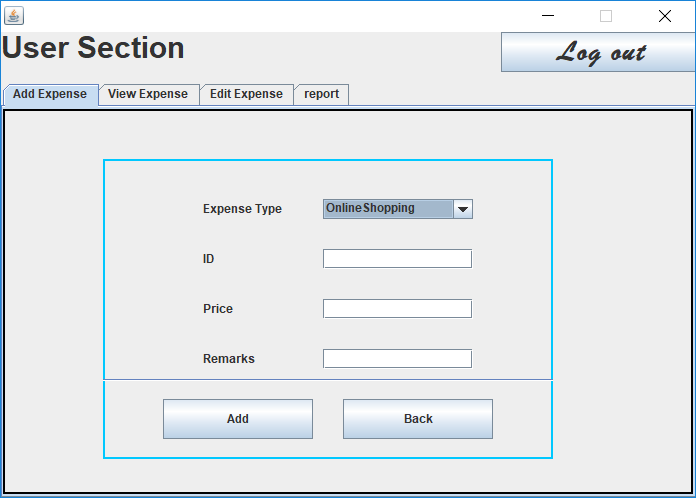 User Section
Log out
Add Expense View Expense Edit Expense report
Expense Type OnlineShopping
ID
Price
Remarks
Add Back